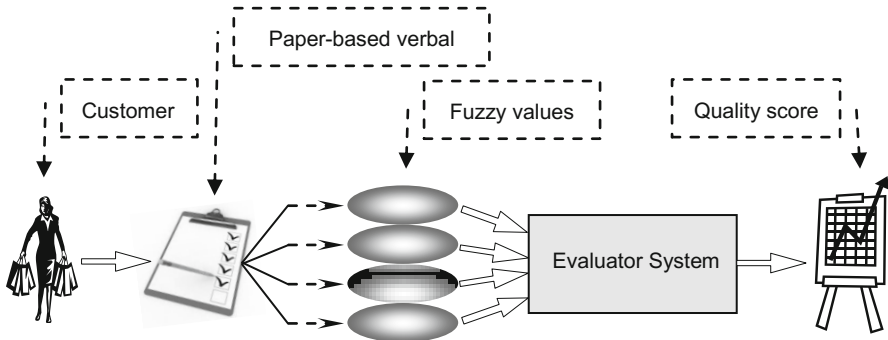 Paper-based verbal
Customer
Fuzzy values
Quality score
Evaluator System